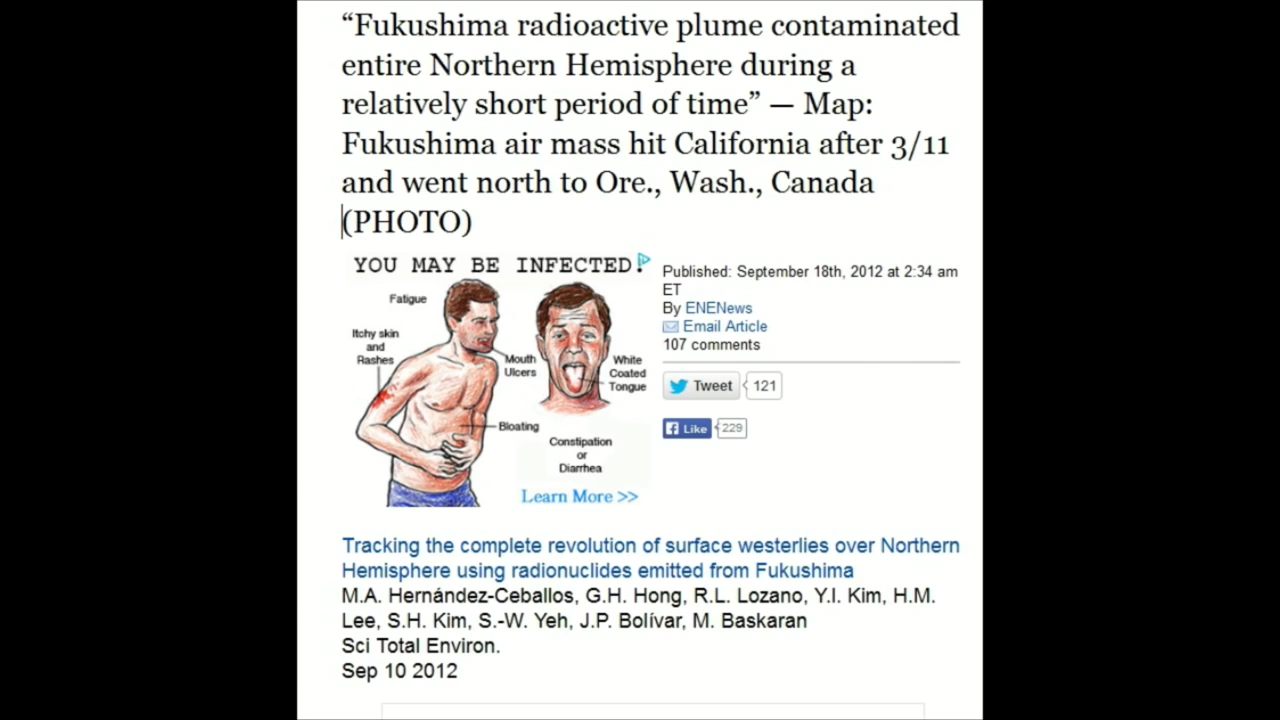 “Fukushima radioactive plume contaminated
entire Northern Hemisphere during a
relatively short period of time” — Map:
Fukushima air mass hit California after 3/11
and went north to Ore., Wash., Canada
(PHOTO)
YOU MAY BE INFECTED!
Fatigue
Itchy skin
and
Rashes
Mouth
Ulcers
White
Coated
Tongue
Bloating
Constipation
or
Diarrhea
Learn More >>
Published: September 18th, 2012 at 2:34 am
ET
By ENENews
Email Article
107 comments
Tweet 121
Like 229
Tracking the complete revolution of surface westerlies over Northern
Hemisphere using radionuclides emitted from Fukushima
M.A. Hernández-Ceballos, G.H. Hong, R.L. Lozano, Y.I. Kim, H.M.
Lee, S.H. Kim, S.-W. Yeh, J.P. Bolívar, M. Baskaran
Sci Total Environ.
Sep 10 2012